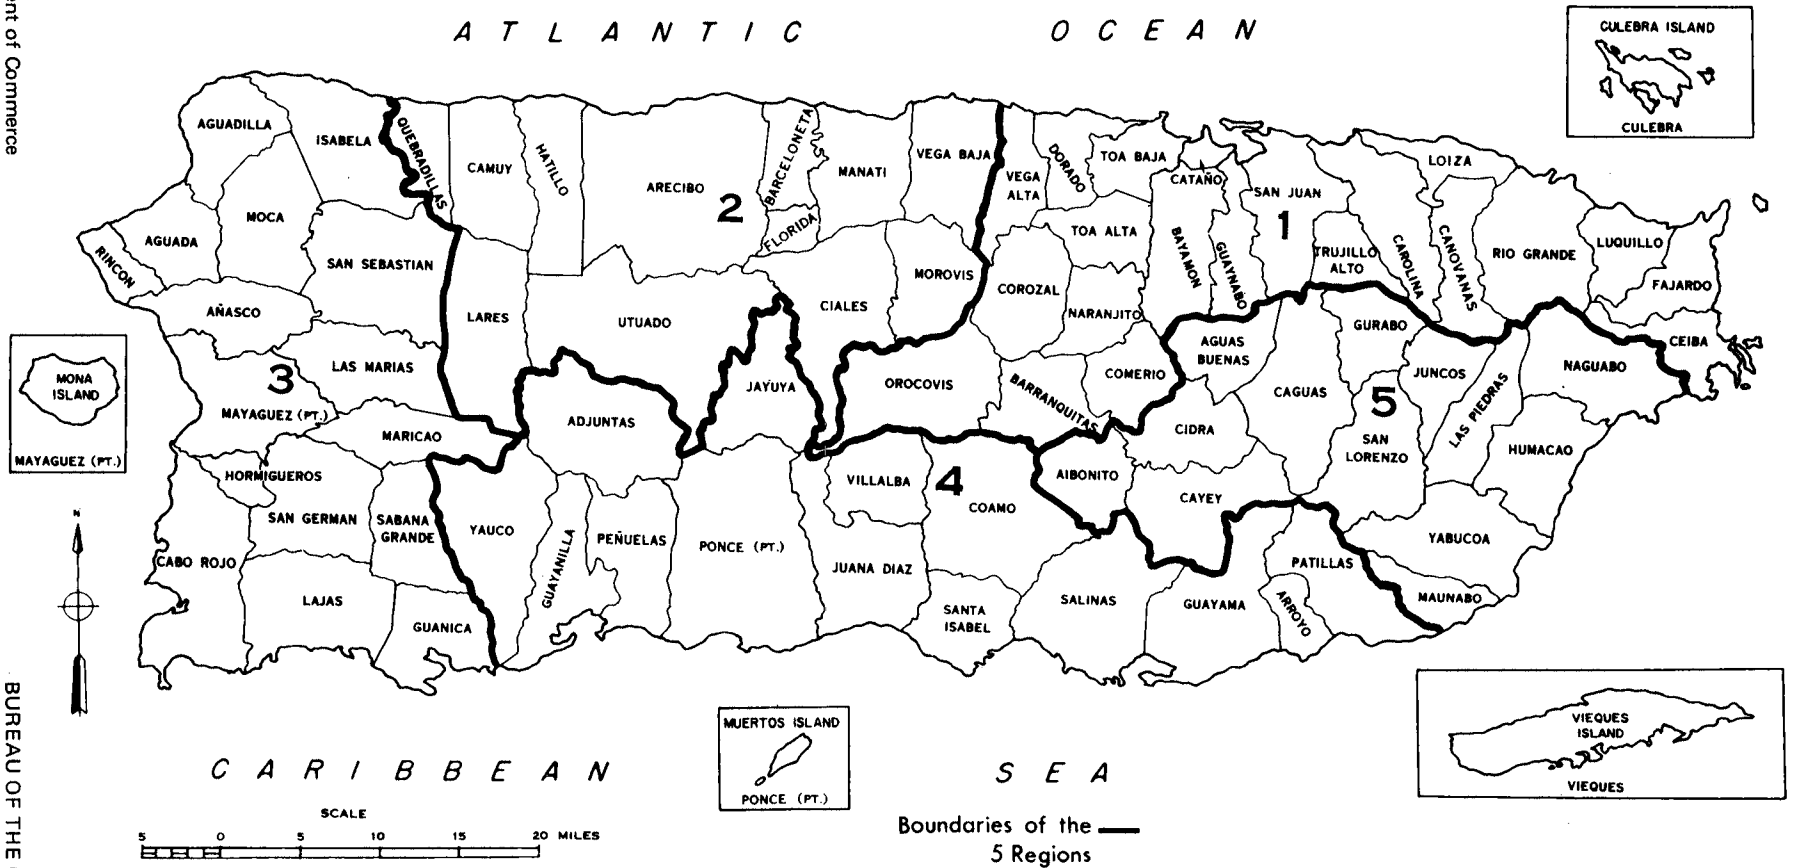 ATLANTIC OCEAN
CULEBRA ISLAND
CULEBRA
ent of Commerce
AGUADILLA
ISABELA
QUEBRADILLAS
CAMUY
HATILLO
ARECIBO
2
BARCELONETA
FLORIDA
MANATI
VEGA BAJA
VEGA
ALTA
DORADO
TOA BAJA
CATAÑO
SAN JUAN
1
LOIZA
MOCA
AGUADA
RINCON
SAN SEBASTIAN
AÑASCO
LARES
UTUADO
CIALES
MOROVIS
COROZAL
TOA ALTA
NARANJITO
BAYAMON
GUAYNABO
TRUJILLO
ALTO
CAROLINA
CANOVANAS
RIO GRANDE
LUQUILLO
FAJARDO
CEIBA
MONA
ISLAND
MAYAGUEZ (PT.)
3
MAYAGUEZ (PT.)
LAS MARIAS
MARICAO
ADJUNTAS
JAYUYA
OROCOVIS
BARRANQUITAS
COMERIO
AGUAS
BUENAS
GURABO
CAGUAS
JUNCOS
LAS PIEDRAS
NAGUABO
5
CIDRA
SAN
LORENZO
HUMACAO
HORMIGUEROS
SAN GERMAN
SABANA
GRANDE
YAUCO
GUAYANILLA
PEÑUELAS
PONCE (PT.)
VILLALBA
4
COAMO
AIBONITO
CAYEY
YABUCOA
N
CABO ROJO
LAJAS
GUANICA
JUANA DIAZ
SANTA
ISABEL
SALINAS
GUAYAMA
ARROYO
PATILLAS
MAUNABO
BUREAU OF THE
MUERTOS ISLAND
PONCE (PT.)
VIEQUES
ISLAND
VIEQUES
CARIBBEAN SEA
SCALE
5 0 5 10 15 20 MILES
Boundaries of the
5 Regions